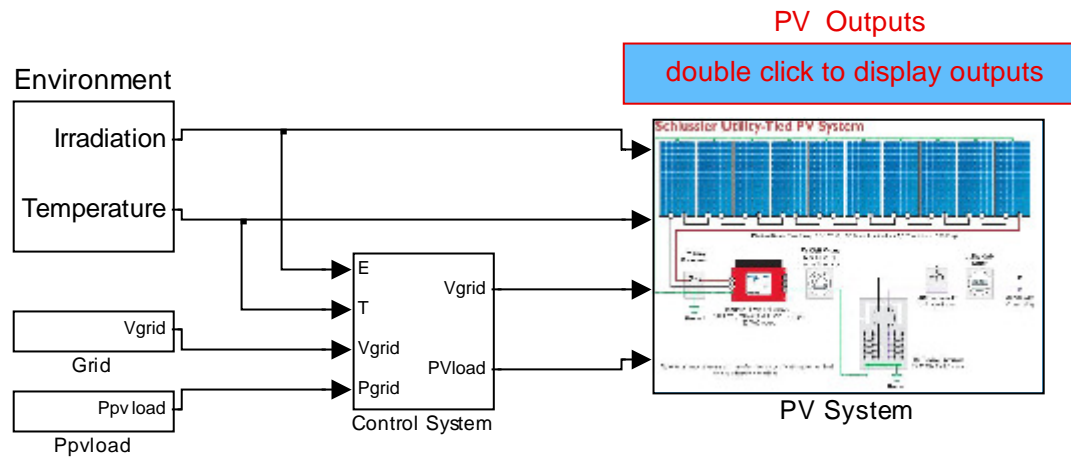 PV Outputs
double click to display outputs
Environment
Irradiation
Temperature
Schlussler Utility-Tied PV System
E
T
Vgrid
Pgrid
Vgrid
PVload
Control System
Vgrid
Grid
Ppvload
Ppvload
PV System